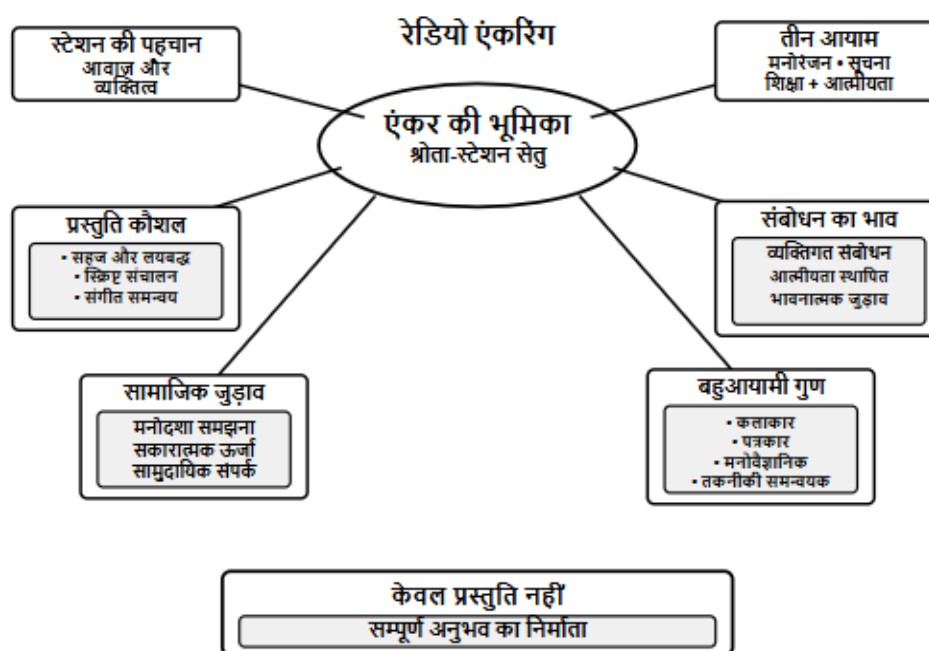 रेडियो एंकरिंग
स्टेशन की पहचान
आवाज़ और
व्यक्तित्व
तीन आयाम
मनोरंजन • सूचना
शिक्षा + आत्मीयता
एंकर की भूमिका
श्रोता-स्टेशन सेतु
प्रस्तुति कौशल
▪ सहज और लयबद्ध
▪ स्क्रिप्ट संचालन
▪ संगीत समन्वय
संबोधन का भाव
व्यक्तिगत संबोधन
आत्मीयता स्थापित
भावनात्मक जुड़ाव
सामाजिक जुड़ाव
मनोदशा समझना
सकारात्मक ऊर्जा
सामुदायिक संपर्क
बहुआयामी गुण
▪ कलाकार
▪ पत्रकार
▪ मनोवैज्ञानिक
▪ तकनीकी समन्वयक
केवल प्रस्तुति नहीं
सम्पूर्ण अनुभव का निर्माता